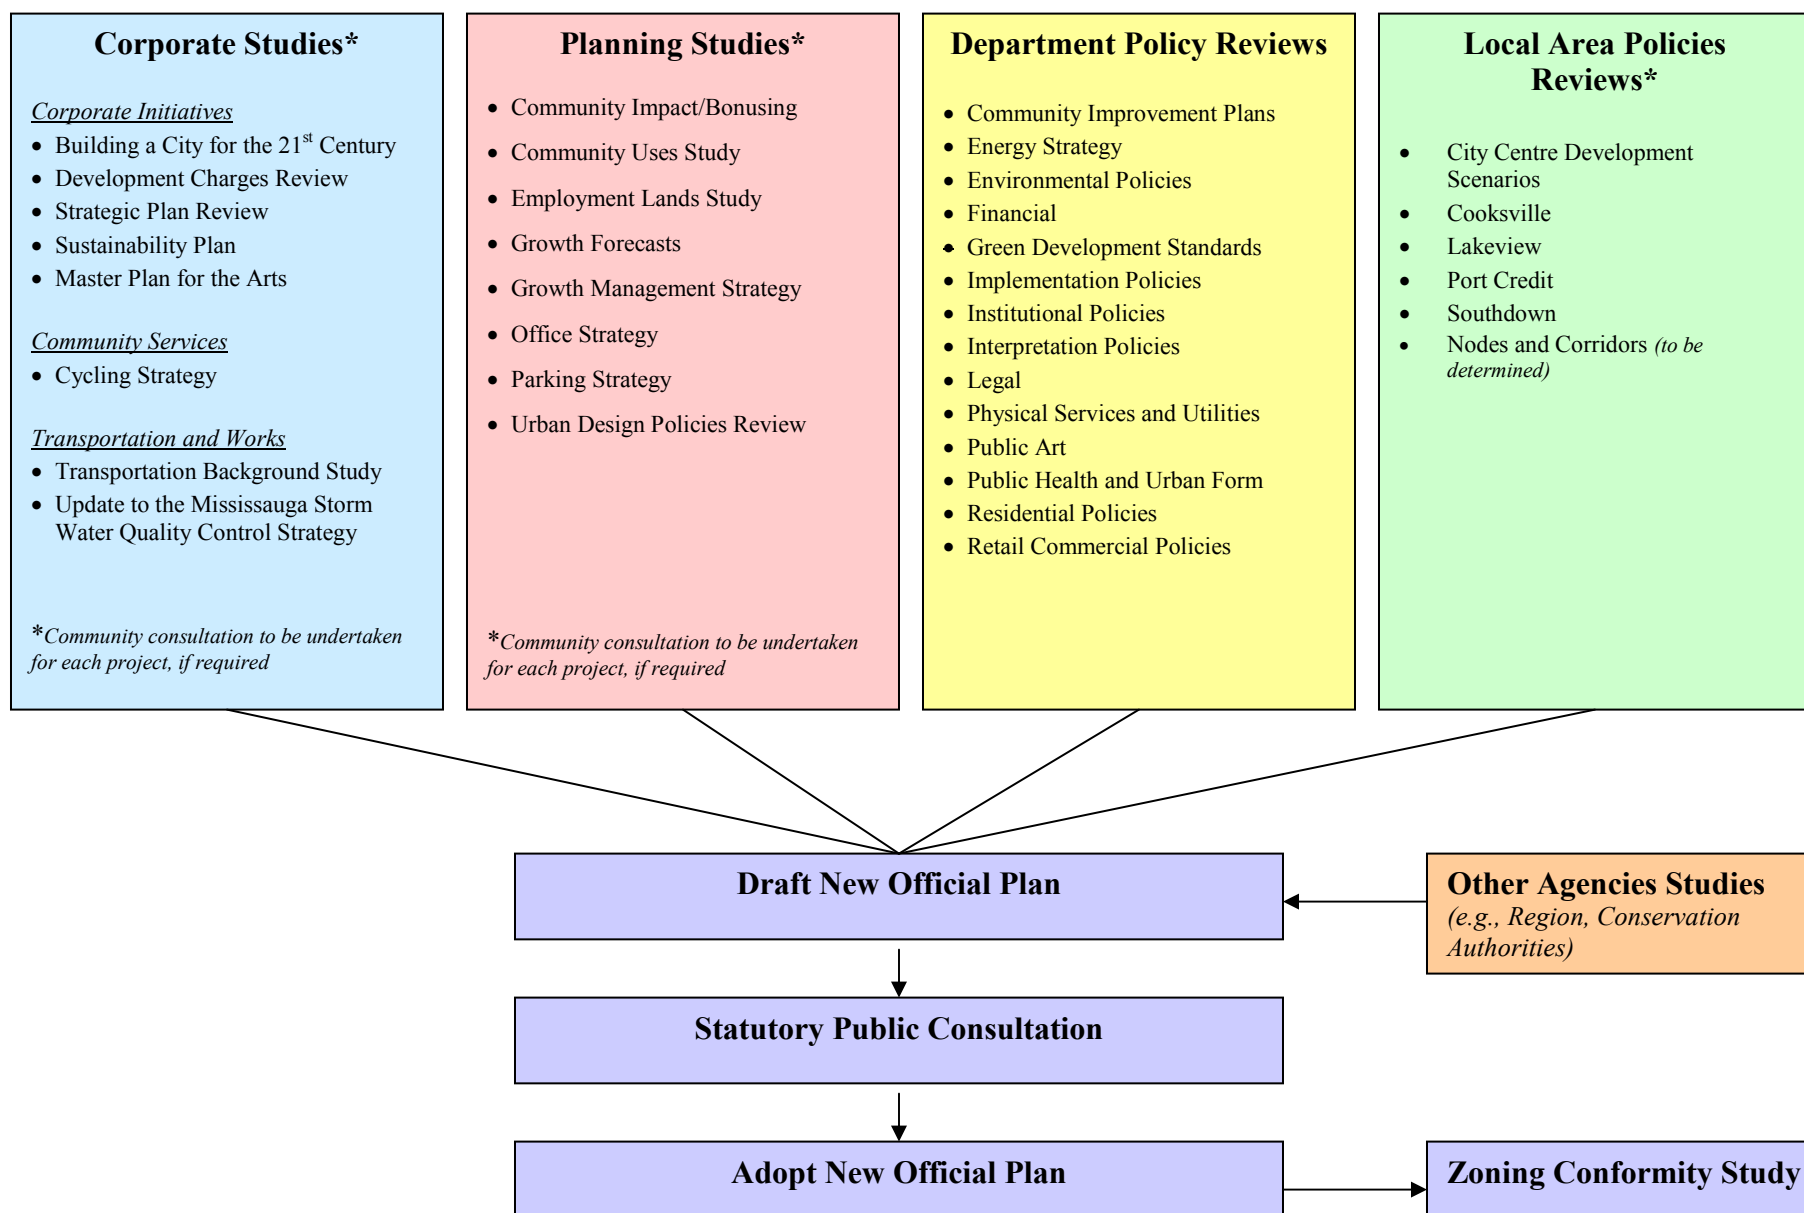 Corporate Studies*
Corporate Initiatives
• Building a City for the 21st Century
• Development Charges Review
• Strategic Plan Review
• Sustainability Plan
• Master Plan for the Arts
Community Services
• Cycling Strategy
Transportation and Works
• Transportation Background Study
• Update to the Mississauga Storm
Water Quality Control Strategy
*Community consultation to be undertaken
for each project, if required
Planning Studies*
• Community Impact/Bonusing
• Community Uses Study
• Employment Lands Study
• Growth Forecasts
• Growth Management Strategy
• Office Strategy
• Parking Strategy
• Urban Design Policies Review
*Community consultation to be undertaken
for each project, if required
Department Policy Reviews
• Community Improvement Plans
• Energy Strategy
• Environmental Policies
• Financial
• Green Development Standards
• Implementation Policies
• Institutional Policies
• Interpretation Policies
• Legal
• Physical Services and Utilities
• Public Art
• Public Health and Urban Form
• Residential Policies
• Retail Commercial Policies
Local Area Policies
Reviews*
• City Centre Development
Scenarios
• Cooksville
• Lakeview
• Port Credit
• Southdown
• Nodes and Corridors (to be
determined)
Draft New Official Plan
Other Agencies Studies
(e.g., Region, Conservation
Authorities)
Statutory Public Consultation
Adopt New Official Plan
Zoning Conformity Study